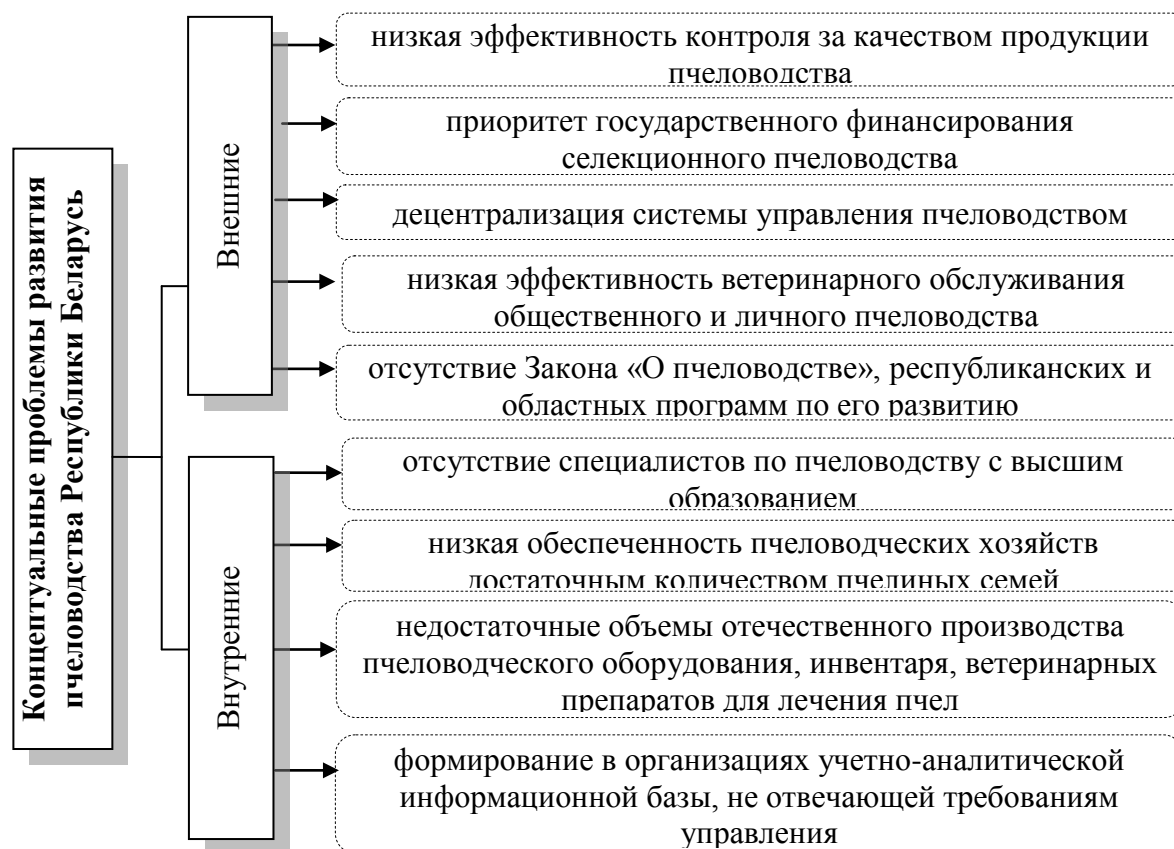 Концептуальные проблемы развития
пчеловодства Республики Беларусь
Внешние
низкая эффективность контроля за качеством продукции
пчеловодства
приоритет государственного финансирования
селекционного пчеловодства
децентрализация системы управления пчеловодством
низкая эффективность ветеринарного обслуживания
общественного и личного пчеловодства
отсутствие Закона «О пчеловодстве», республиканских и
областных программ по его развитию
Внутренние
отсутствие специалистов по пчеловодству с высшим
образованием
низкая обеспеченность пчеловодческих хозяйств
достаточным количеством пчелиных семей
недостаточные объемы отечественного производства
пчеловодческого оборудования, инвентаря, ветеринарных
препаратов для лечения пчел
формирование в организациях учетно-аналитической
информационной базы, не отвечающей требованиям
управления